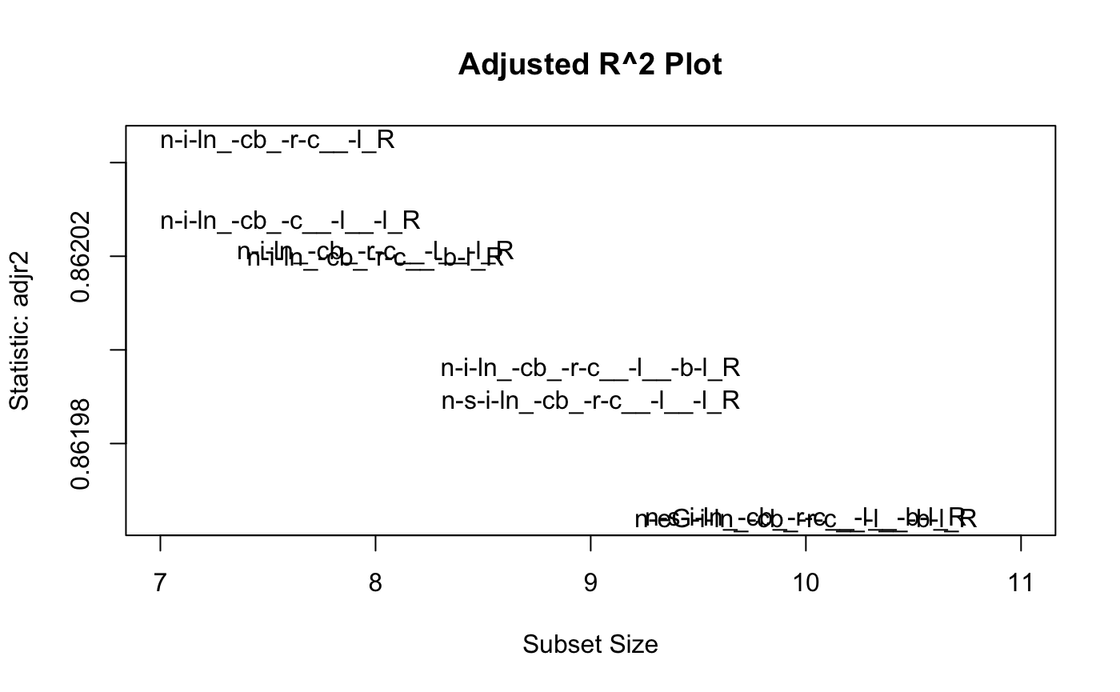 Adjusted R^2 Plot
n-i-ln_-cb_-r-c__-l_R
n-i-ln_-cb_-c__-l__-l_R
n-i-ln_-cb_-r-c__-l__-b-l_R
n-s-i-ln_-cb_-r-c__-l__-l_R
Statistic: adjr2
0.86202
0.86198
7 8 9 10 11
Subset Size